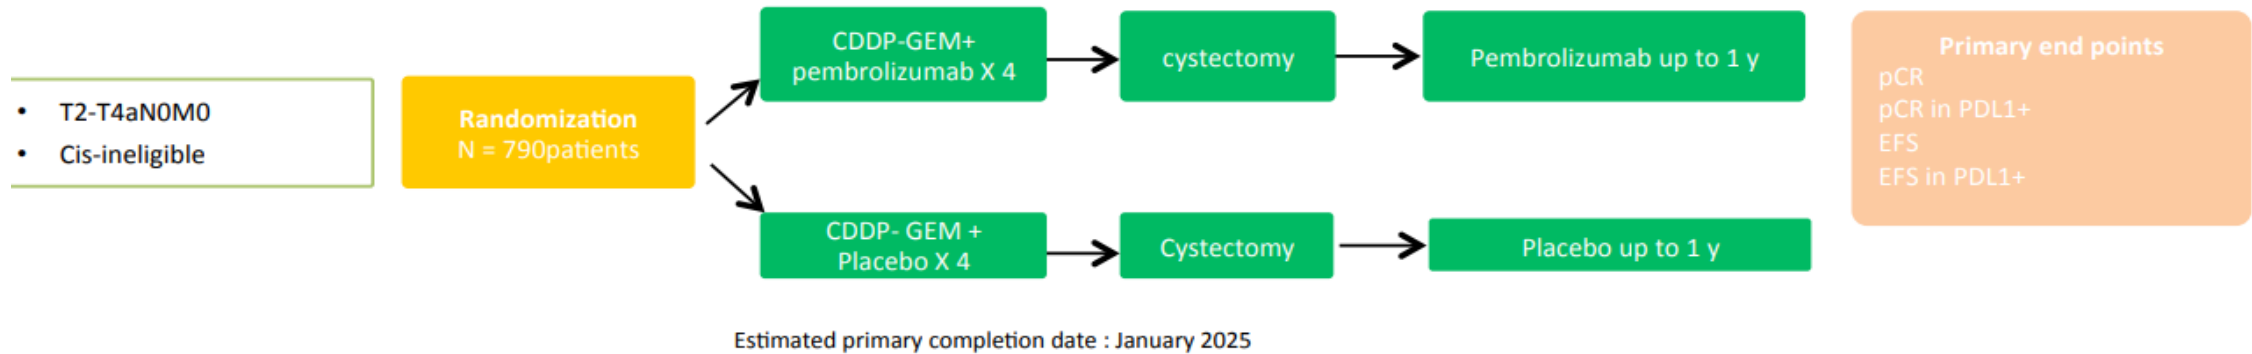 • T2-T4aN0M0
• Cis-ineligible
Randomization
N = 790patients
CDDP-GEM+
pembrolizumab X 4
cystectomy
Pembrolizumab up to 1 y
CDDP- GEM +
Placebo X 4
Cystectomy
Placebo up to 1 y
Primary end points
pCR
pCR in PDL1+
EFS
EFS in PDL1+
Estimated primary completion date : January 2025